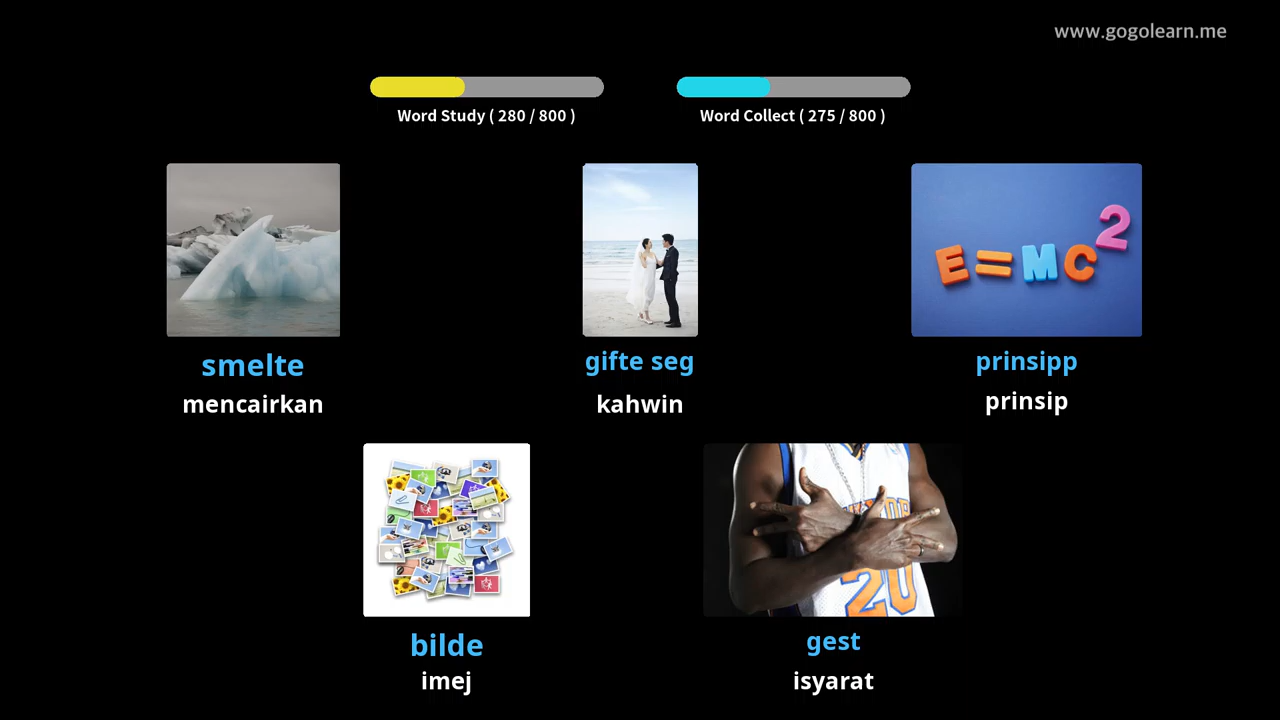 www.gogolearn.me
Word Study ( 280 / 800 )
Word Collect ( 275 / 800 )
E=MC2
smelte
mencairkan
gifte seg
kahwin
prinsipp
prinsip
20
bilde
imej
gest
isyarat